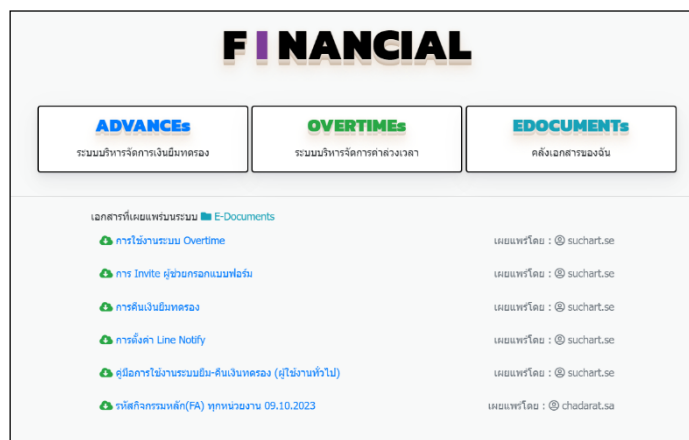 FINANCIAL
ADVANCEs
ระบบบริหารจัดการเงินยืมทดรอง
OVERTIMEs
ระบบบริหารจัดการค่าล่วงเวลา
EDOCUMENTs
คลังเอกสารของฉัน
เอกสารที่เผยแพร่บนระบบ E-Documents
การใช้งานระบบ Overtime เผยแพร่โดย : suchart.se
การ Invite ผู้ช่วยกรอกแบบฟอร์ม เผยแพร่โดย : suchart.se
การคืนเงินยืมทดรอง เผยแพร่โดย : suchart.se
การตั้งค่า Line Notify เผยแพร่โดย : suchart.se
คู่มือการใช้งานระบบยืม-คืนเงินทดรอง (ผู้ใช้งานทั่วไป) เผยแพร่โดย : suchart.se
รหัสกิจกรรมหลัก(FA) ทุกหน่วยงาน 09.10.2023 เผยแพร่โดย : chadarat.sa